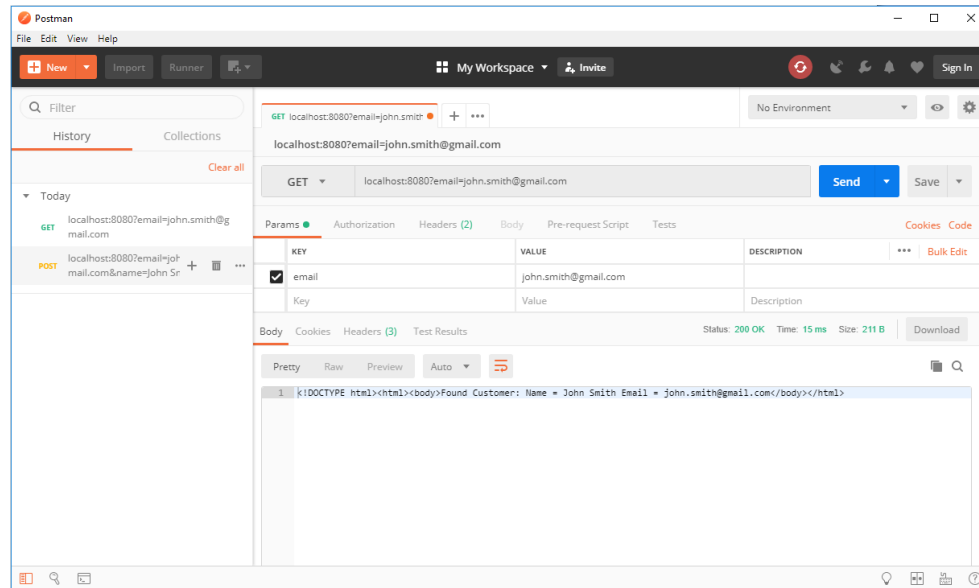 Postman
File Edit View Help
New Import Runner My Workspace Invite Sign In
Filter
History Collections
Clear all
Today
GET localhost:8080?email=john.smith@g
mail.com
POST localhost:8080?email=joh
mail.com&name=John Sr
GET localhost:8080?email=john.smith
No Environment
localhost:8080?email=john.smith@gmail.com
GET localhost:8080?email=john.smith@gmail.com Send Save
Params Authorization Headers (2) Body Pre-request Script Tests Cookies Code
KEY VALUE DESCRIPTION Bulk Edit
email john.smith@gmail.com
Key Value Description
Body Cookies Headers (3) Test Results Status: 200 OK Time: 15 ms Size: 211 B Download
Pretty Raw Preview Auto
1 <!DOCTYPE html><html><body>Found Customer: Name = John Smith Email = john.smith@gmail.com</body></html>